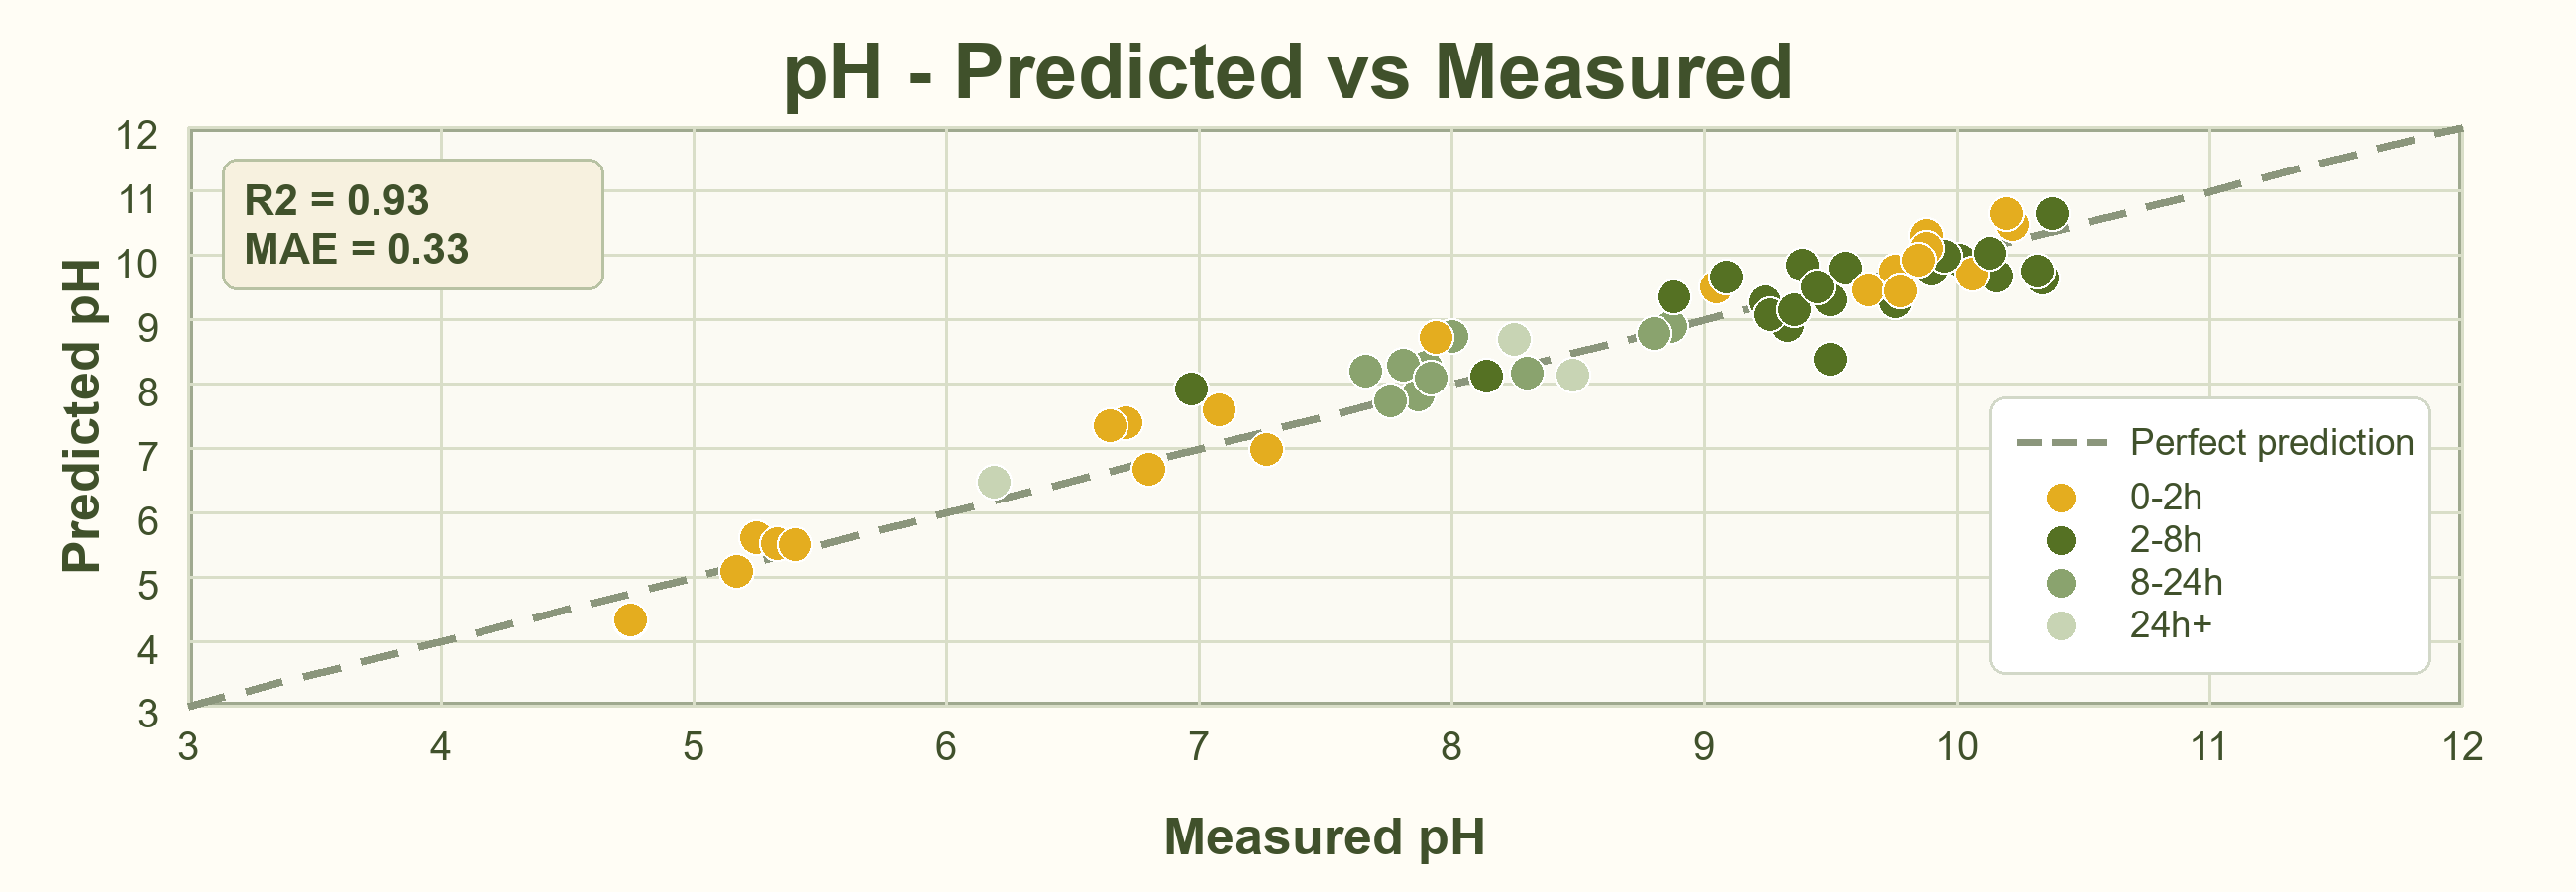 pH - Predicted vs Measured
12
11
10
9
8
7
6
5
4
3
Predicted pH
R2 = 0.93
MAE = 0.33
Perfect prediction
0-2h
2-8h
8-24h
24h+
3 4 5 6 7 8 9 10 11 12
Measured pH